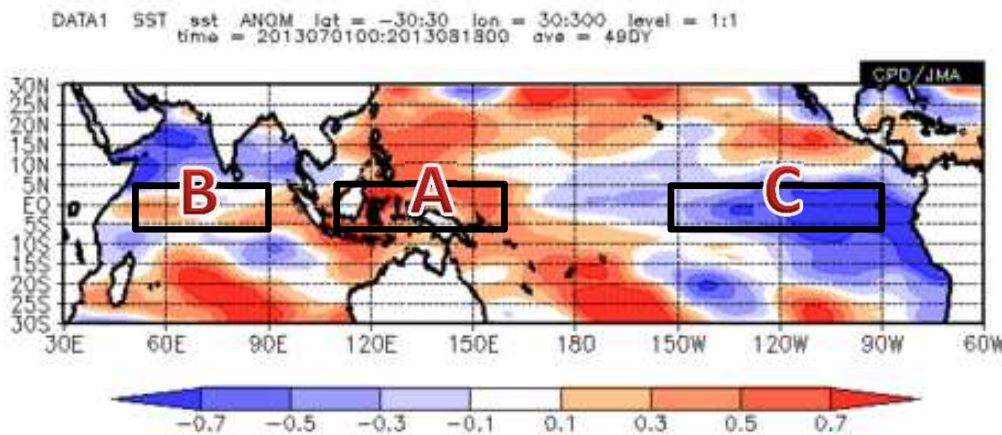 DATA1 SST sst ANOM lat = -30:30 lon = 30:300 level = 1:1
time = 2013070100:2013081800 ave = 49DY
CPD/JMA
30N
25N
20N
15N
10N
5N
EQ
5S
10S
15S
20S
25S
30S
B
A
C
30E 60E 90E 120E 150E 180 150W 120W 90W 60W
-0.7 -0.5 -0.3 -0.1 0.1 0.3 0.5 0.7